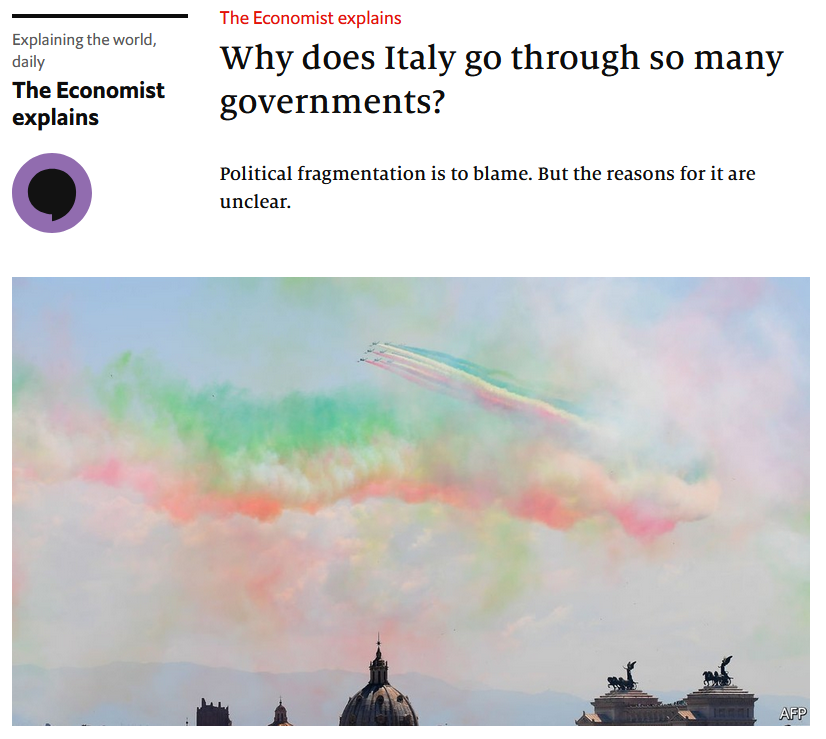 Explaining the world,
daily
The Economist
explains
The Economist explains
Why does Italy go through so many
governments?
Political fragmentation is to blame. But the reasons for it are
unclear.
AFP